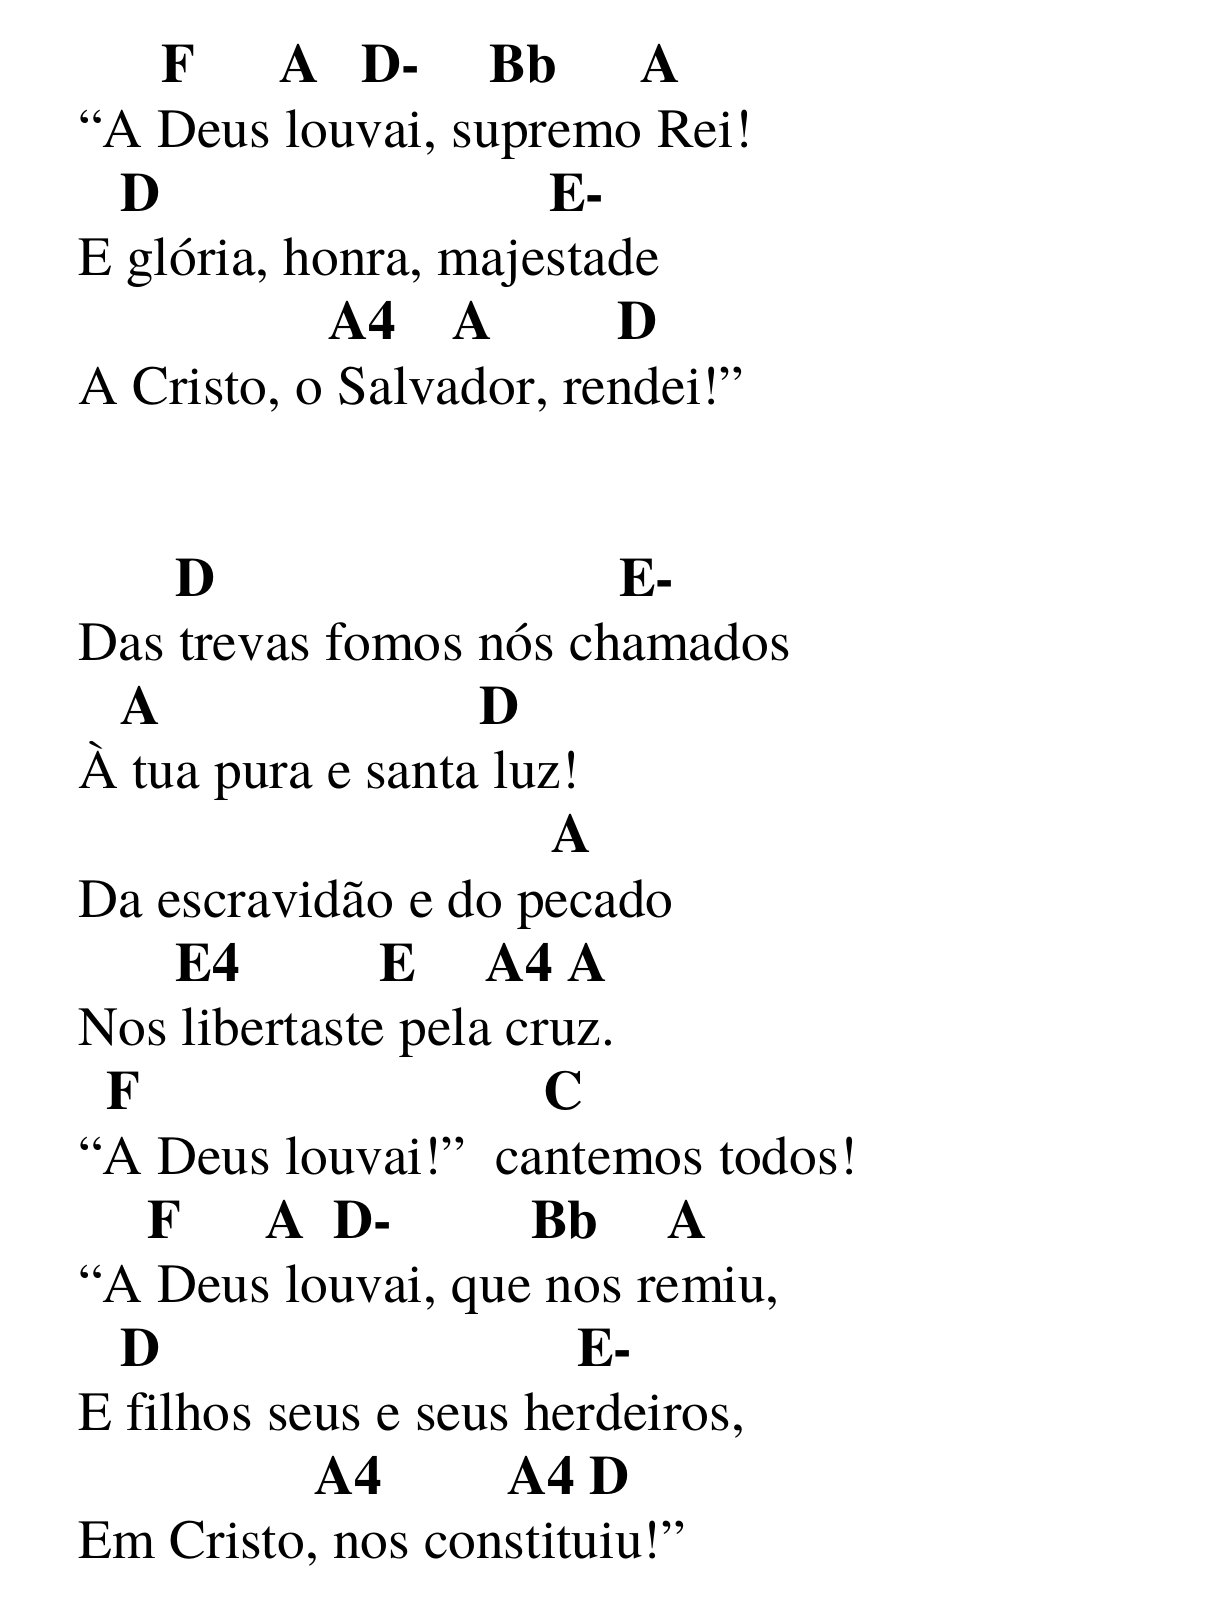 F A D- Bb A
“A Deus louvai, supremo Rei!
D E-
E glória, honra, majestade
A4 A D
A Cristo, o Salvador, rendei!”
D E-
Das trevas fomos nós chamados
A D
À tua pura e santa luz!
A
Da escravidão e do pecado
E4 E A4 A
Nos libertaste pela cruz.
F C
“A Deus louvai!” cantemos todos!
F A D- Bb A
“A Deus louvai, que nos remiu,
D E-
E filhos seus e seus herdeiros,
A4 A4 D
Em Cristo, nos constituiu!”